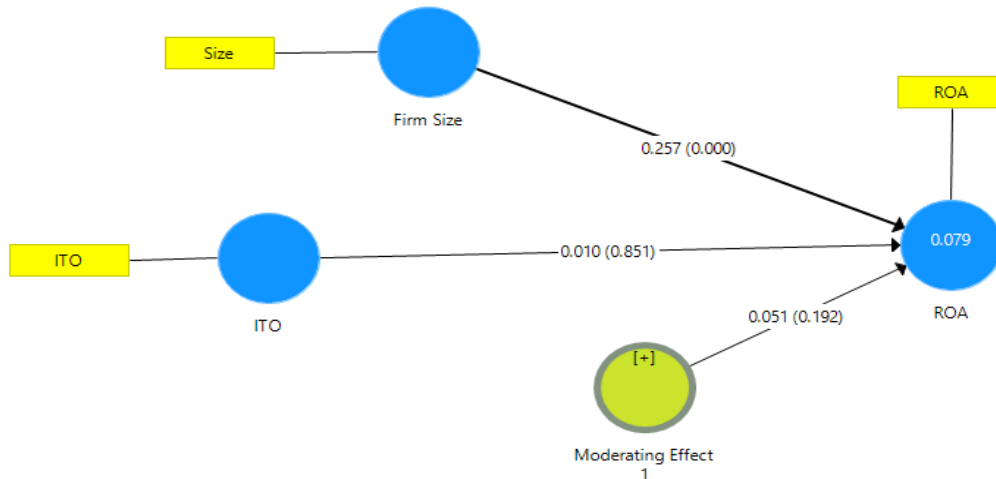 Size
Firm Size
ROA
0.257 (0.000)
0.079
ROA
ITO
ITO
0.010 (0.851)
0.051 (0.192)
[+]
Moderating Effect
1